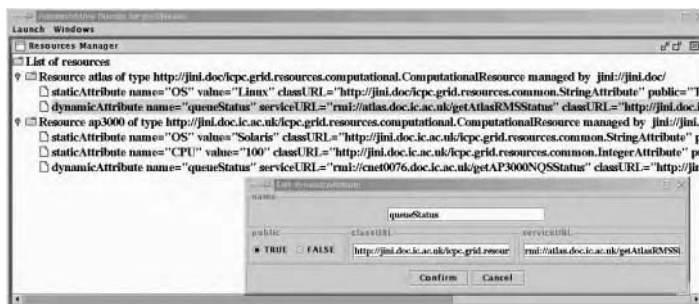 Launch Windows
Resources Manager
List of resources
Resource atlas of type http://jini.doc/icpc.grid.resources.computational.ComputationalResource managed by jini://jini.doc/
staticAttribute name="OS" value="Linux" classURL="http://jini.doc/icpc.grid.resources.common.StringAttribute" public="T
dynamicAttribute name="queueStatus" serviceURL="rmi://atlas.doc.ic.ac.uk/getAtlasRMSStatus" classURL="http://jini.doc
Resource ap3000 of type http://jini.doc.ic.ac.uk/icpc.grid.resources.computational.ComputationalResource managed by jini://jini.
staticAttribute name="OS" value="Solaris" classURL="http://jini.doc.ic.ac.uk/icpc.grid.resources.common.StringAttribute" p
staticAttribute name="CPU" value="100" classURL="http://jini.doc.ic.ac.uk/icpc.grid.resources.common.IntegerAttribute" p
dynamicAttribute name="queueStatus" serviceURL="rmi://cnet0076.doc.ic.ac.uk/getAP3000NQSStatus" classURL="http://jin
name
queueStatus
public classURL serviceURL
TRUE FALSE http://jini.doc.ic.ac.uk/icpc.grid.resour rmi://atlas.doc.ic.ac.uk/getAtlasRMSS
Confirm Cancel